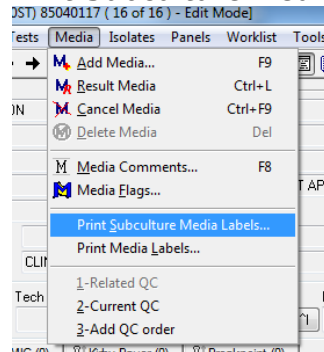 OST) 85040117 ( 16 of 16 ) - Edit Mode]
Tests Media Isolates Panels Worklist Tools
Add Media... F9
Result Media Ctrl+L
Cancel Media Ctrl+F9
Delete Media Del
Media Comments... F8
Media Flags...
Print Subculture Media Labels...
Print Media Labels...
1-Related QC
2-Current QC
3-Add QC order
ON
T AP
CLIN
Tech